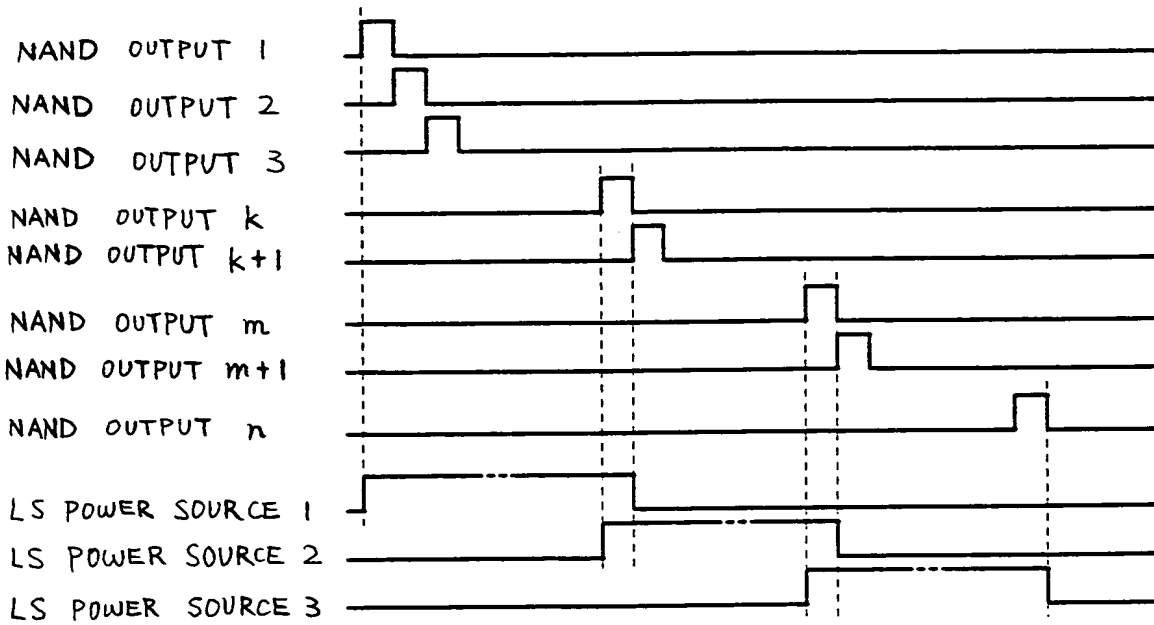 NAND OUTPUT 1
NAND OUTPUT 2
NAND OUTPUT 3
NAND OUTPUT k
NAND OUTPUT k+1
NAND OUTPUT m
NAND OUTPUT m+1
NAND OUTPUT n
LS POWER SOURCE 1
LS POWER SOURCE 2
LS POWER SOURCE 3